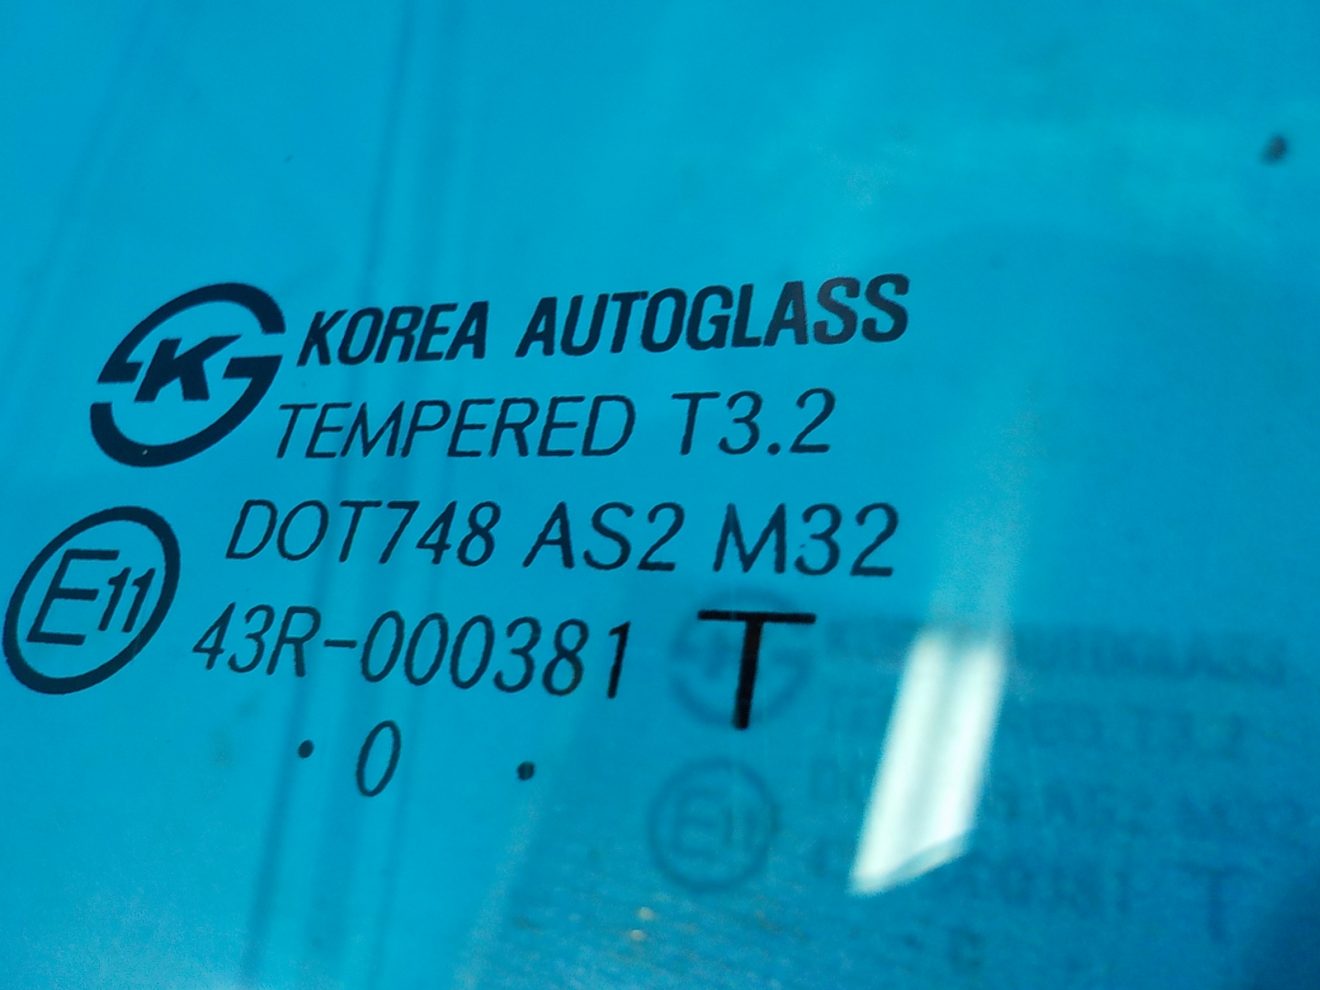 K KOREA AUTOGLASS
TEMPERED T3.2
DOT748 AS2 M32
E11 43R-000381 T
· 0 ·